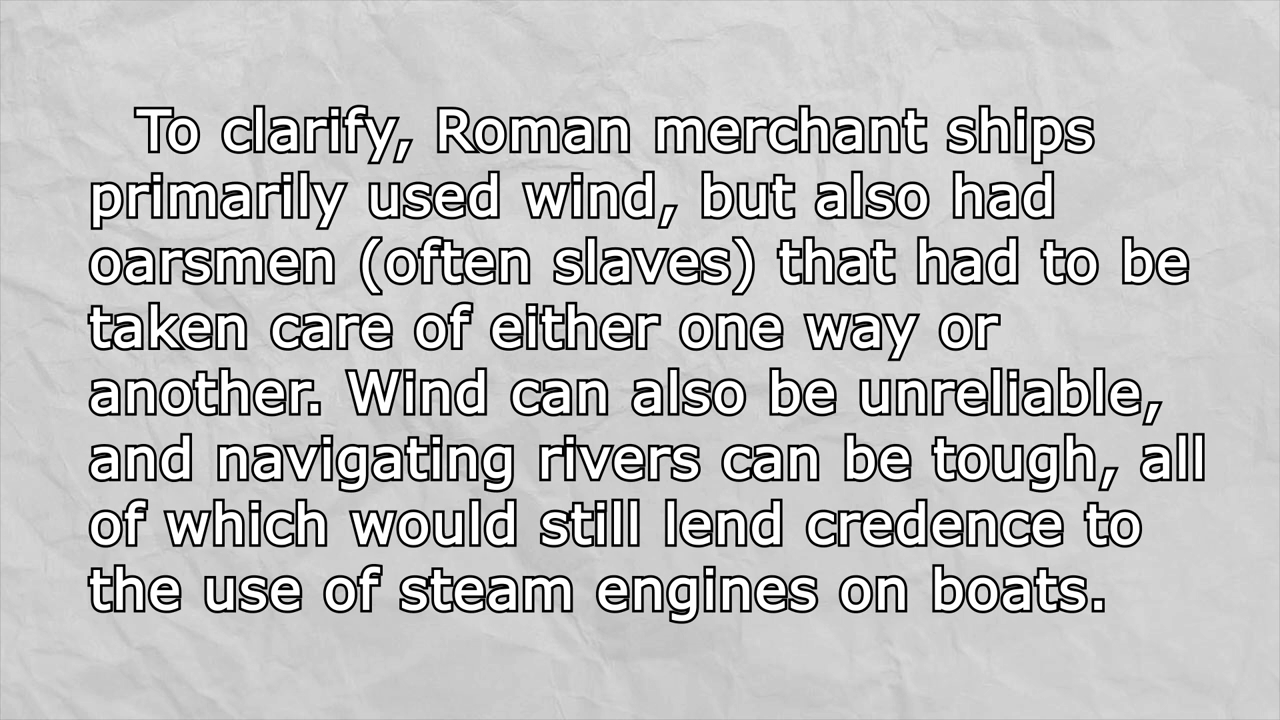 To clarify, Roman merchant ships
primarily used wind, but also had
oarsmen (often slaves) that had to be
taken care of either one way or
another. Wind can also be unreliable,
and navigating rivers can be tough, all
of which would still lend credence to
the use of steam engines on boats.